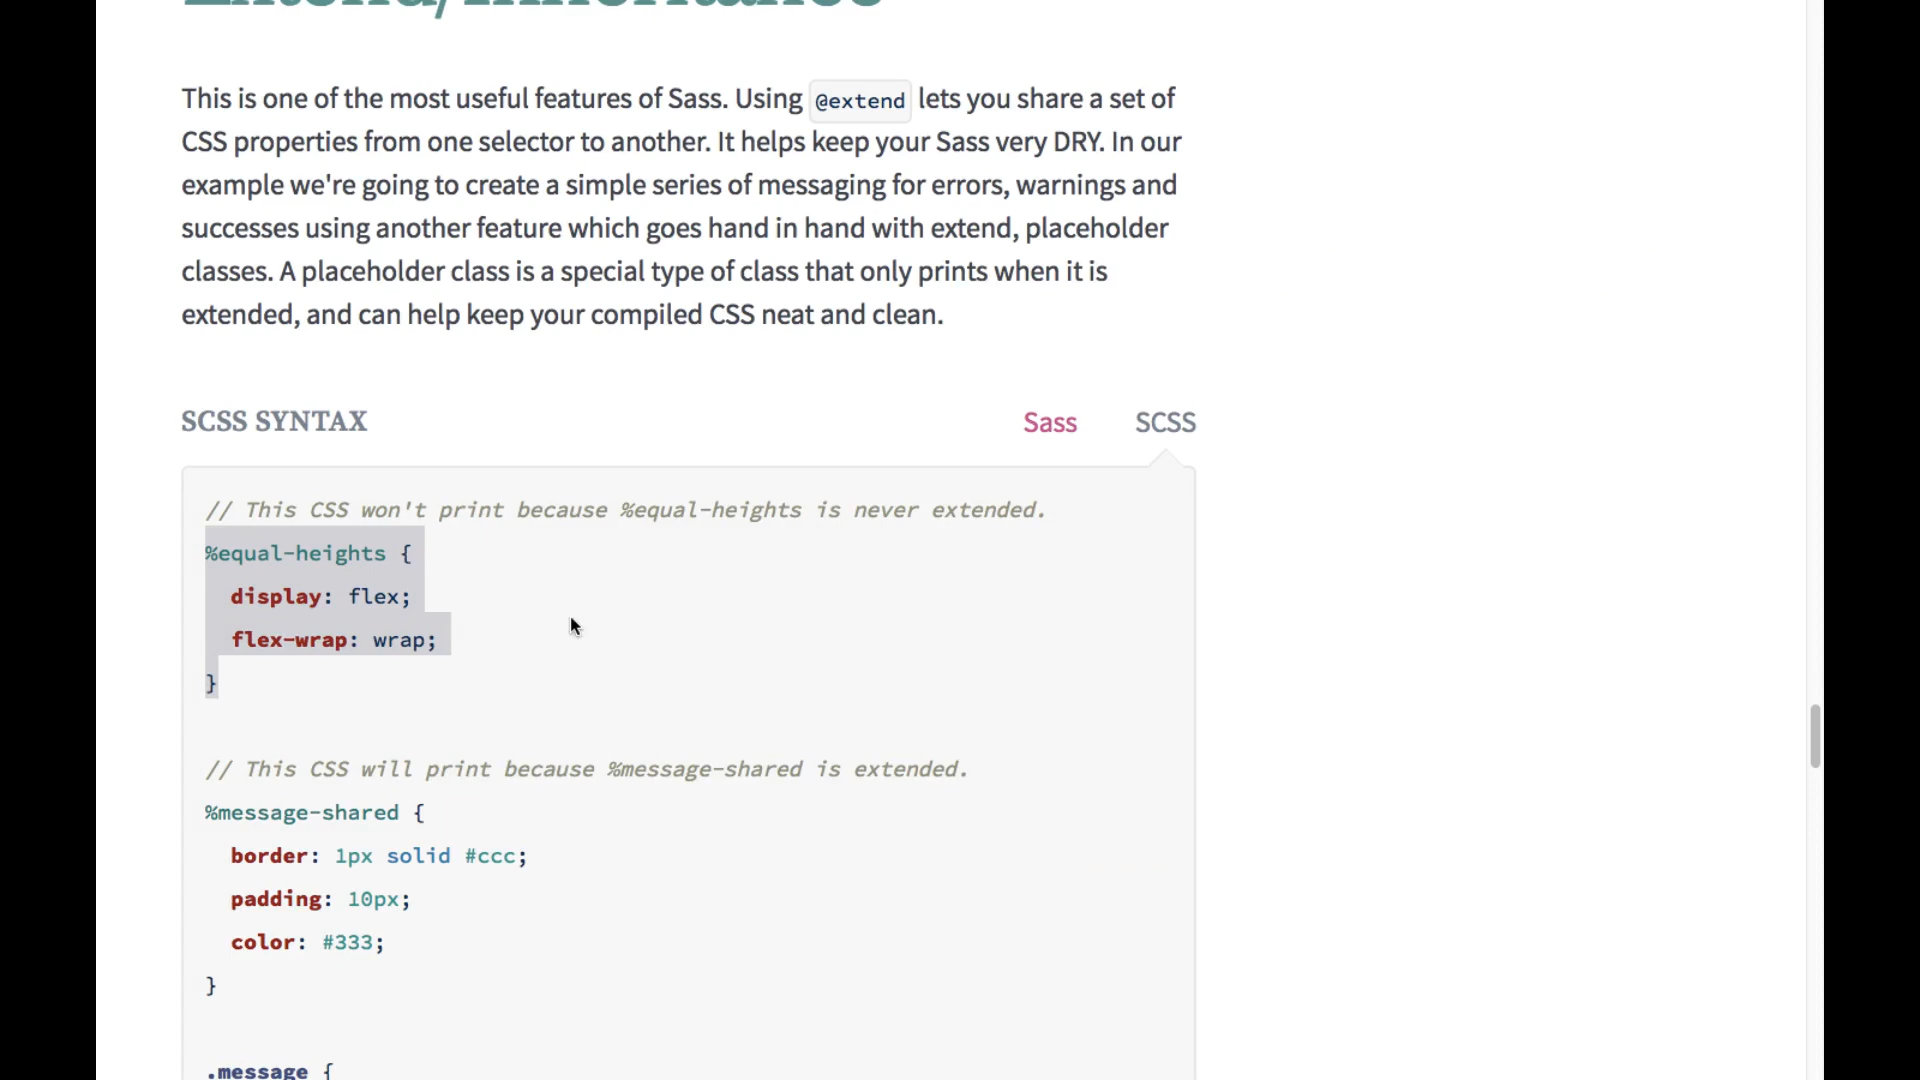 Extend/Inheritance
This is one of the most useful features of Sass. Using @extend lets you share a set of
CSS properties from one selector to another. It helps keep your Sass very DRY. In our
example we're going to create a simple series of messaging for errors, warnings and
successes using another feature which goes hand in hand with extend, placeholder
classes. A placeholder class is a special type of class that only prints when it is
extended, and can help keep your compiled CSS neat and clean.
SCSS SYNTAX
Sass SCSS
// This CSS won't print because %equal-heights is never extended.
%equal-heights {
  display: flex;
  flex-wrap: wrap;
}
// This CSS will print because %message-shared is extended.
%message-shared {
  border: 1px solid #ccc;
  padding: 10px;
  color: #333;
}
.message {